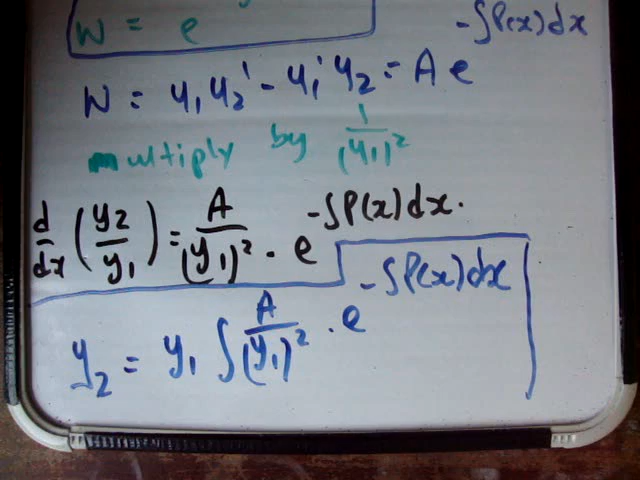 W = e
W = y₁y₂' - y₁'y₂ = A e^{-∫P(x)dx}
multiply by 1/(y₁)²
d/dx (y₂/y₁) = A/(y₁)² · e^{-∫P(x)dx}.
y₂ = y₁ ∫ A/(y₁)² · e^{-∫P(x)dx}